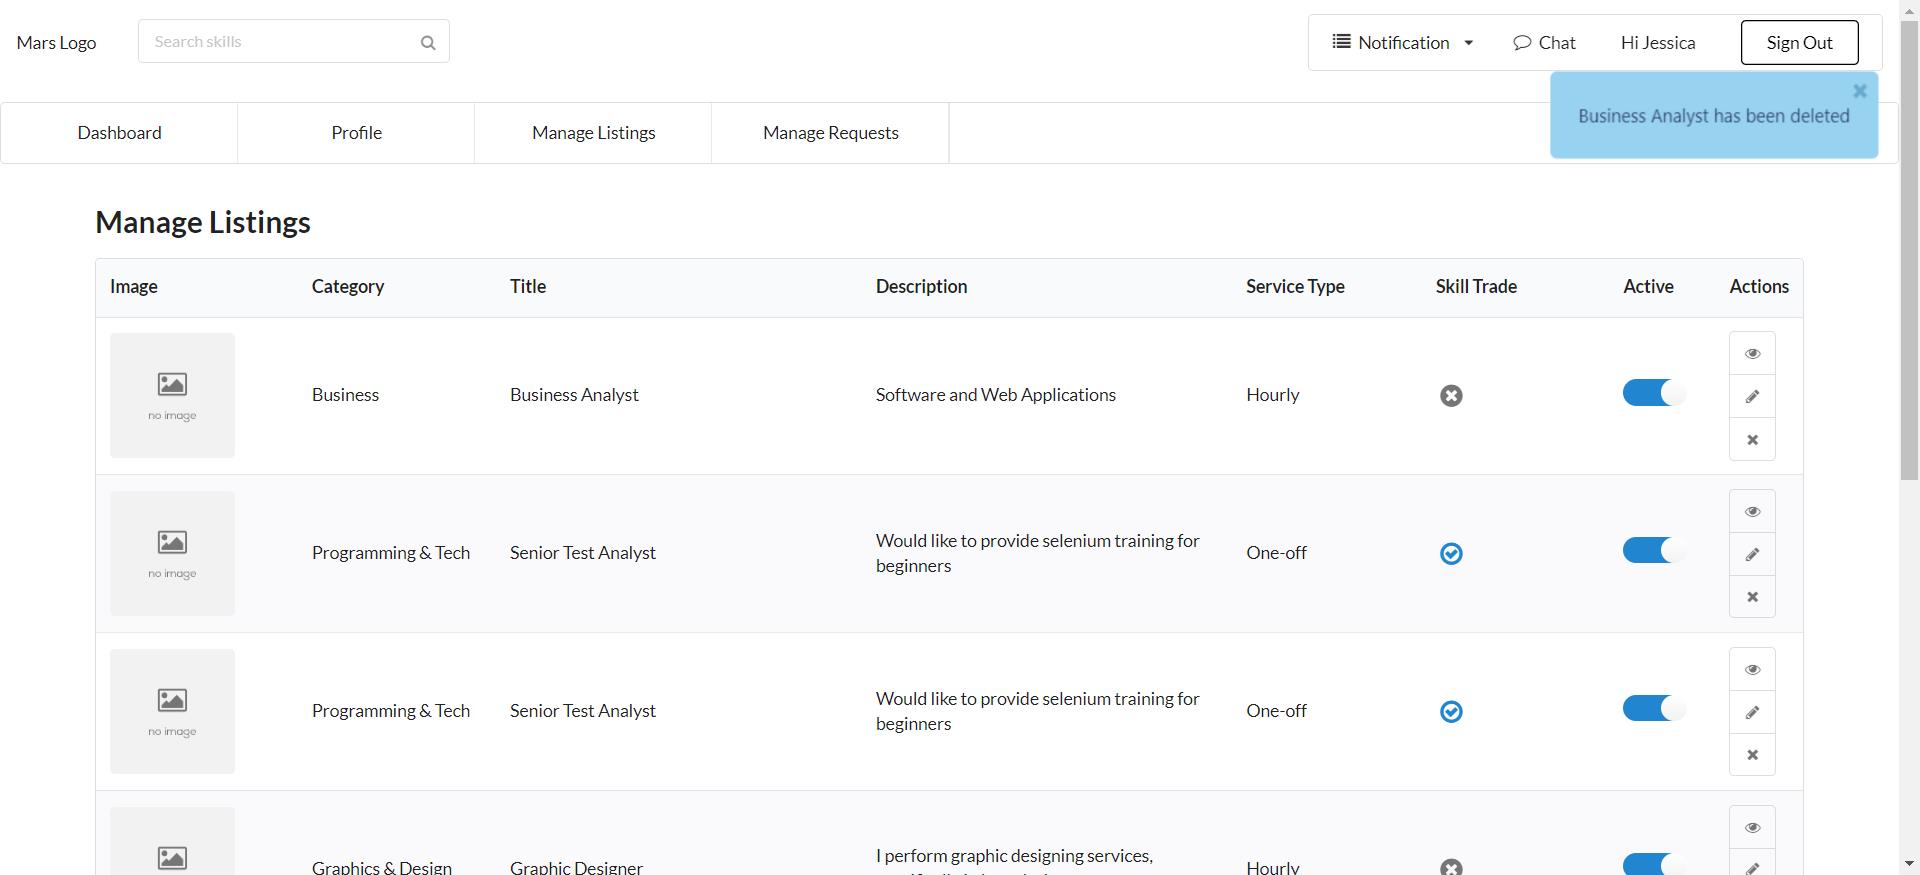 Mars Logo
Search skills
Notification
Chat
Hi Jessica
Sign Out
Business Analyst has been deleted
Dashboard
Profile
Manage Listings
Manage Requests
Manage Listings
Image Category Title Description Service Type Skill Trade Active Actions
no image
Business
Business Analyst
Software and Web Applications
Hourly
no image
Programming & Tech
Senior Test Analyst
Would like to provide selenium training for
beginners
One-off
no image
Programming & Tech
Senior Test Analyst
Would like to provide selenium training for
beginners
One-off
Graphics & Design
Graphic Designer
I perform graphic designing services,
Hourly